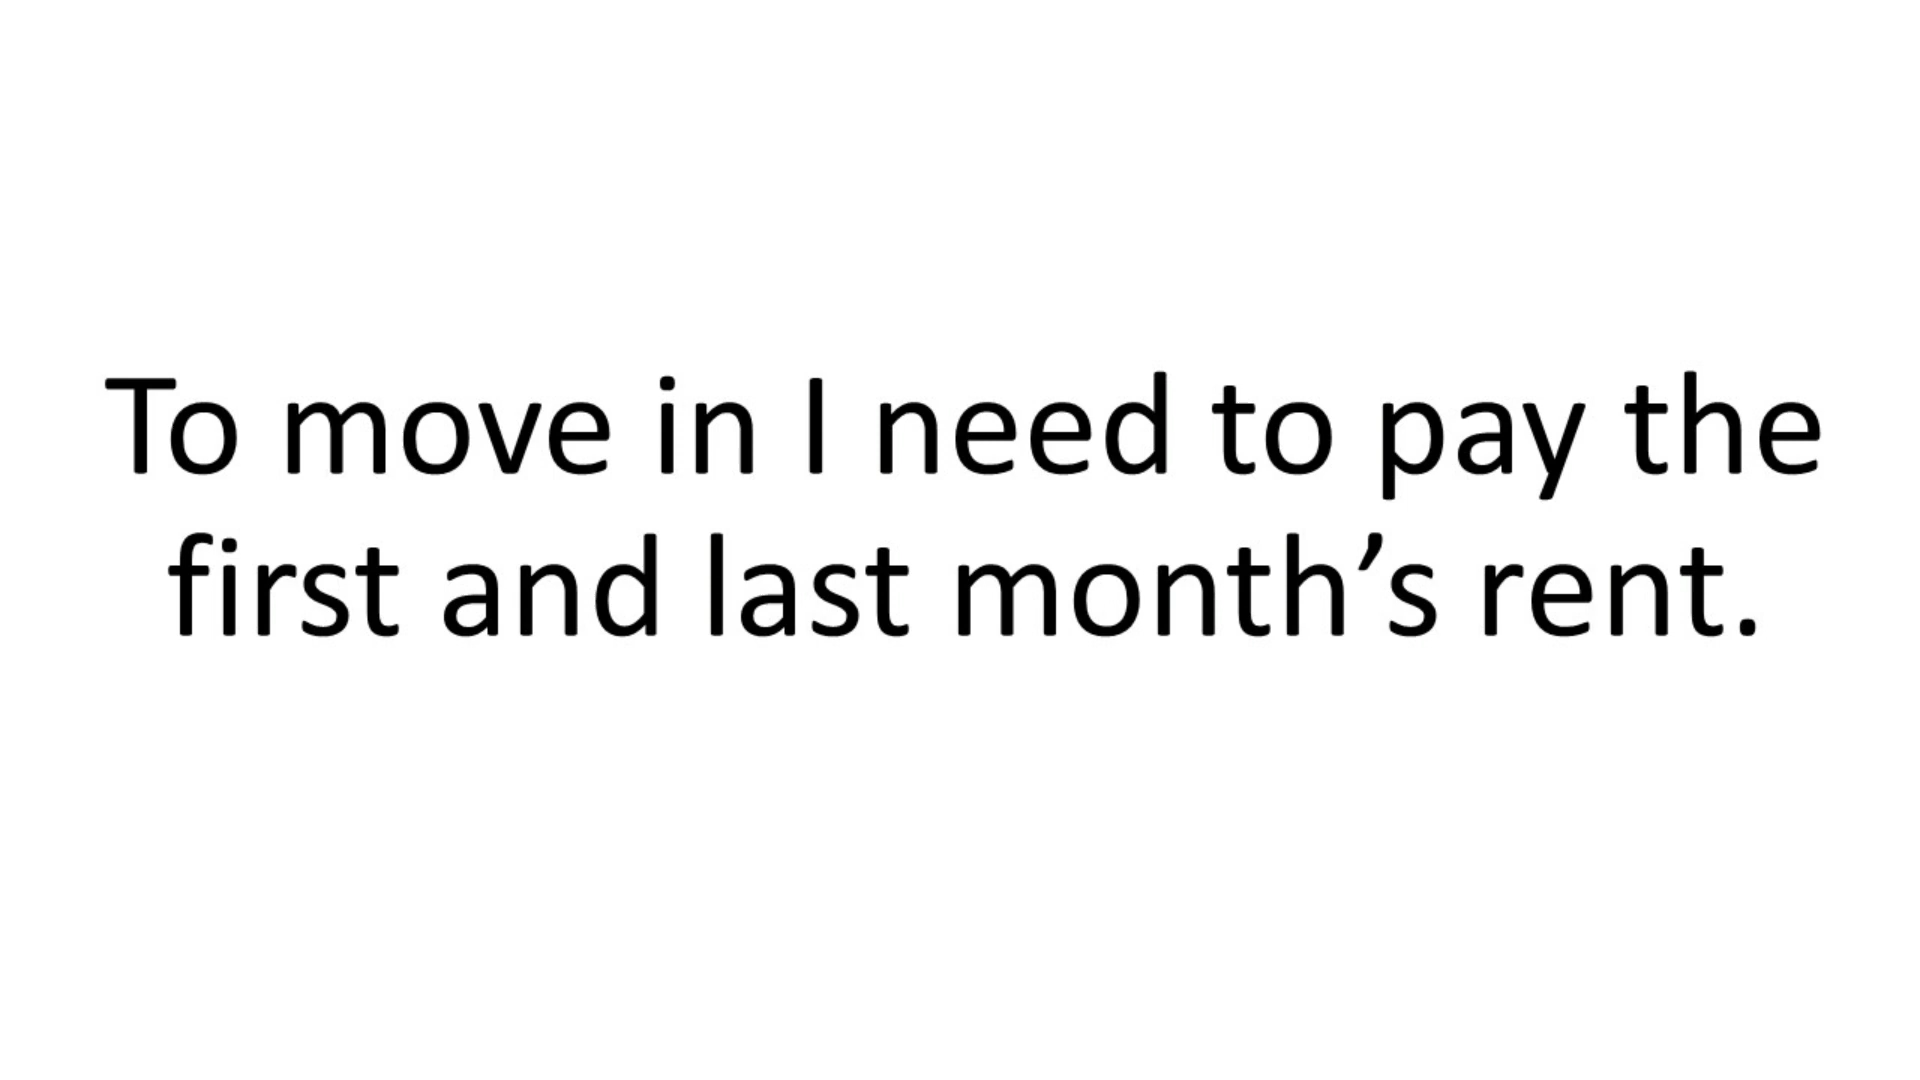 To move in I need to pay the
first and last month’s rent.